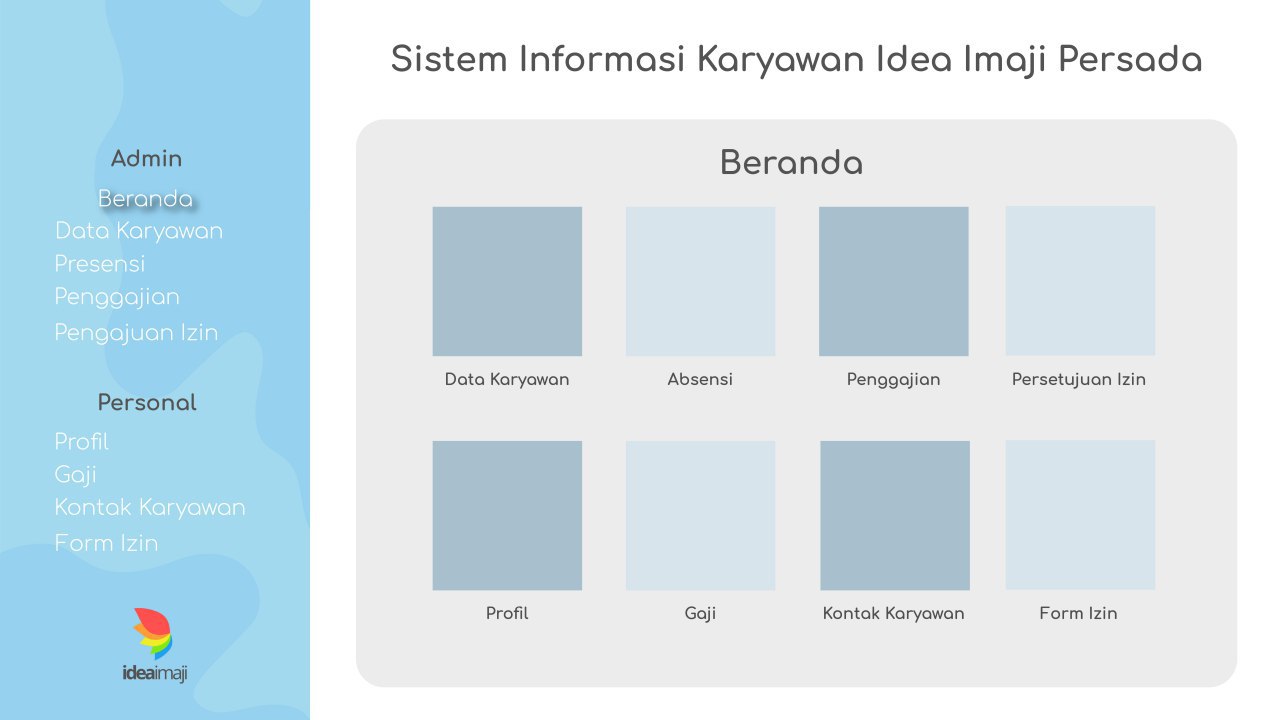 Sistem Informasi Karyawan Idea Imaji Persada
Admin
Beranda
Data Karyawan
Presensi
Penggajian
Pengajuan Izin
Personal
Profil
Gaji
Kontak Karyawan
Form Izin
ideaimaji
Beranda
Data Karyawan
Absensi
Penggajian
Persetujuan Izin
Profil
Gaji
Kontak Karyawan
Form Izin